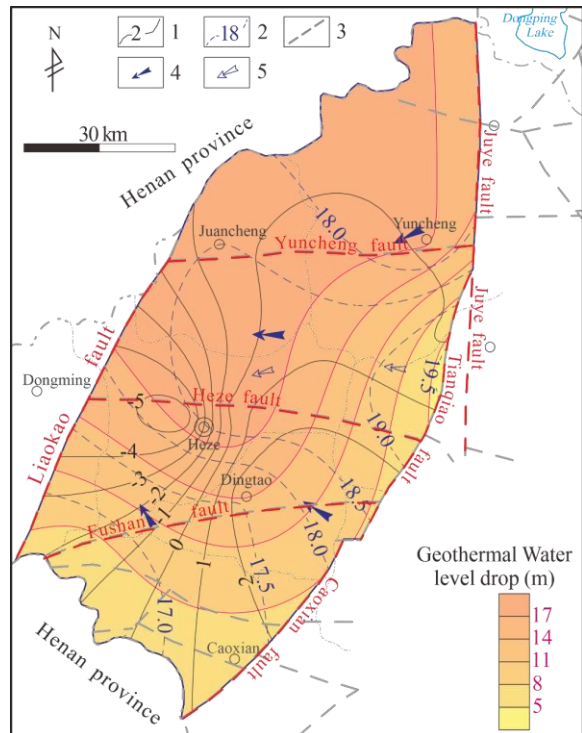 Dongping
Lake
N
2
1
18
2
3
4
5
30 km
Henan province
Juye fault
18.0
Yuncheng
Juancheng
Yuncheng fault
Juye fault
Tianqiao
fault
19.5
Dongming
fault
Liaokao
-5
Heze fault
Heze
19.0
-4
-3
-2
-1
0
1
2
Dingtao
18.5
Fushan
fault
18.0
17.5
17.0
Caoxian
fault
Caoxian
Henan province
Geothermal Water
level drop (m)
17
14
11
8
5